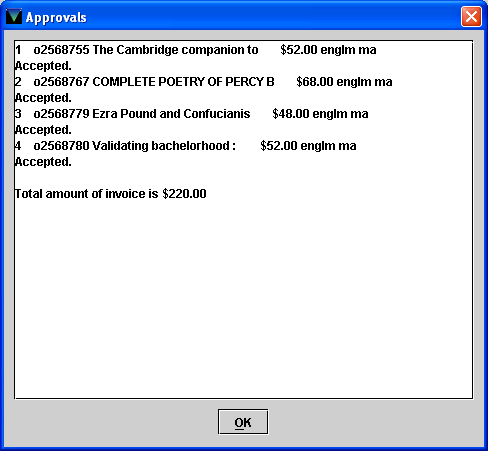 Approvals
1 o2568755 The Cambridge companion to $52.00 englm ma
Accepted.
2 o2568767 COMPLETE POETRY OF PERCY B $68.00 englm ma
Accepted.
3 o2568779 Ezra Pound and Confucianis $48.00 englm ma
Accepted.
4 o2568780 Validating bachelorhood : $52.00 englm ma
Accepted.
Total amount of invoice is $220.00
OK